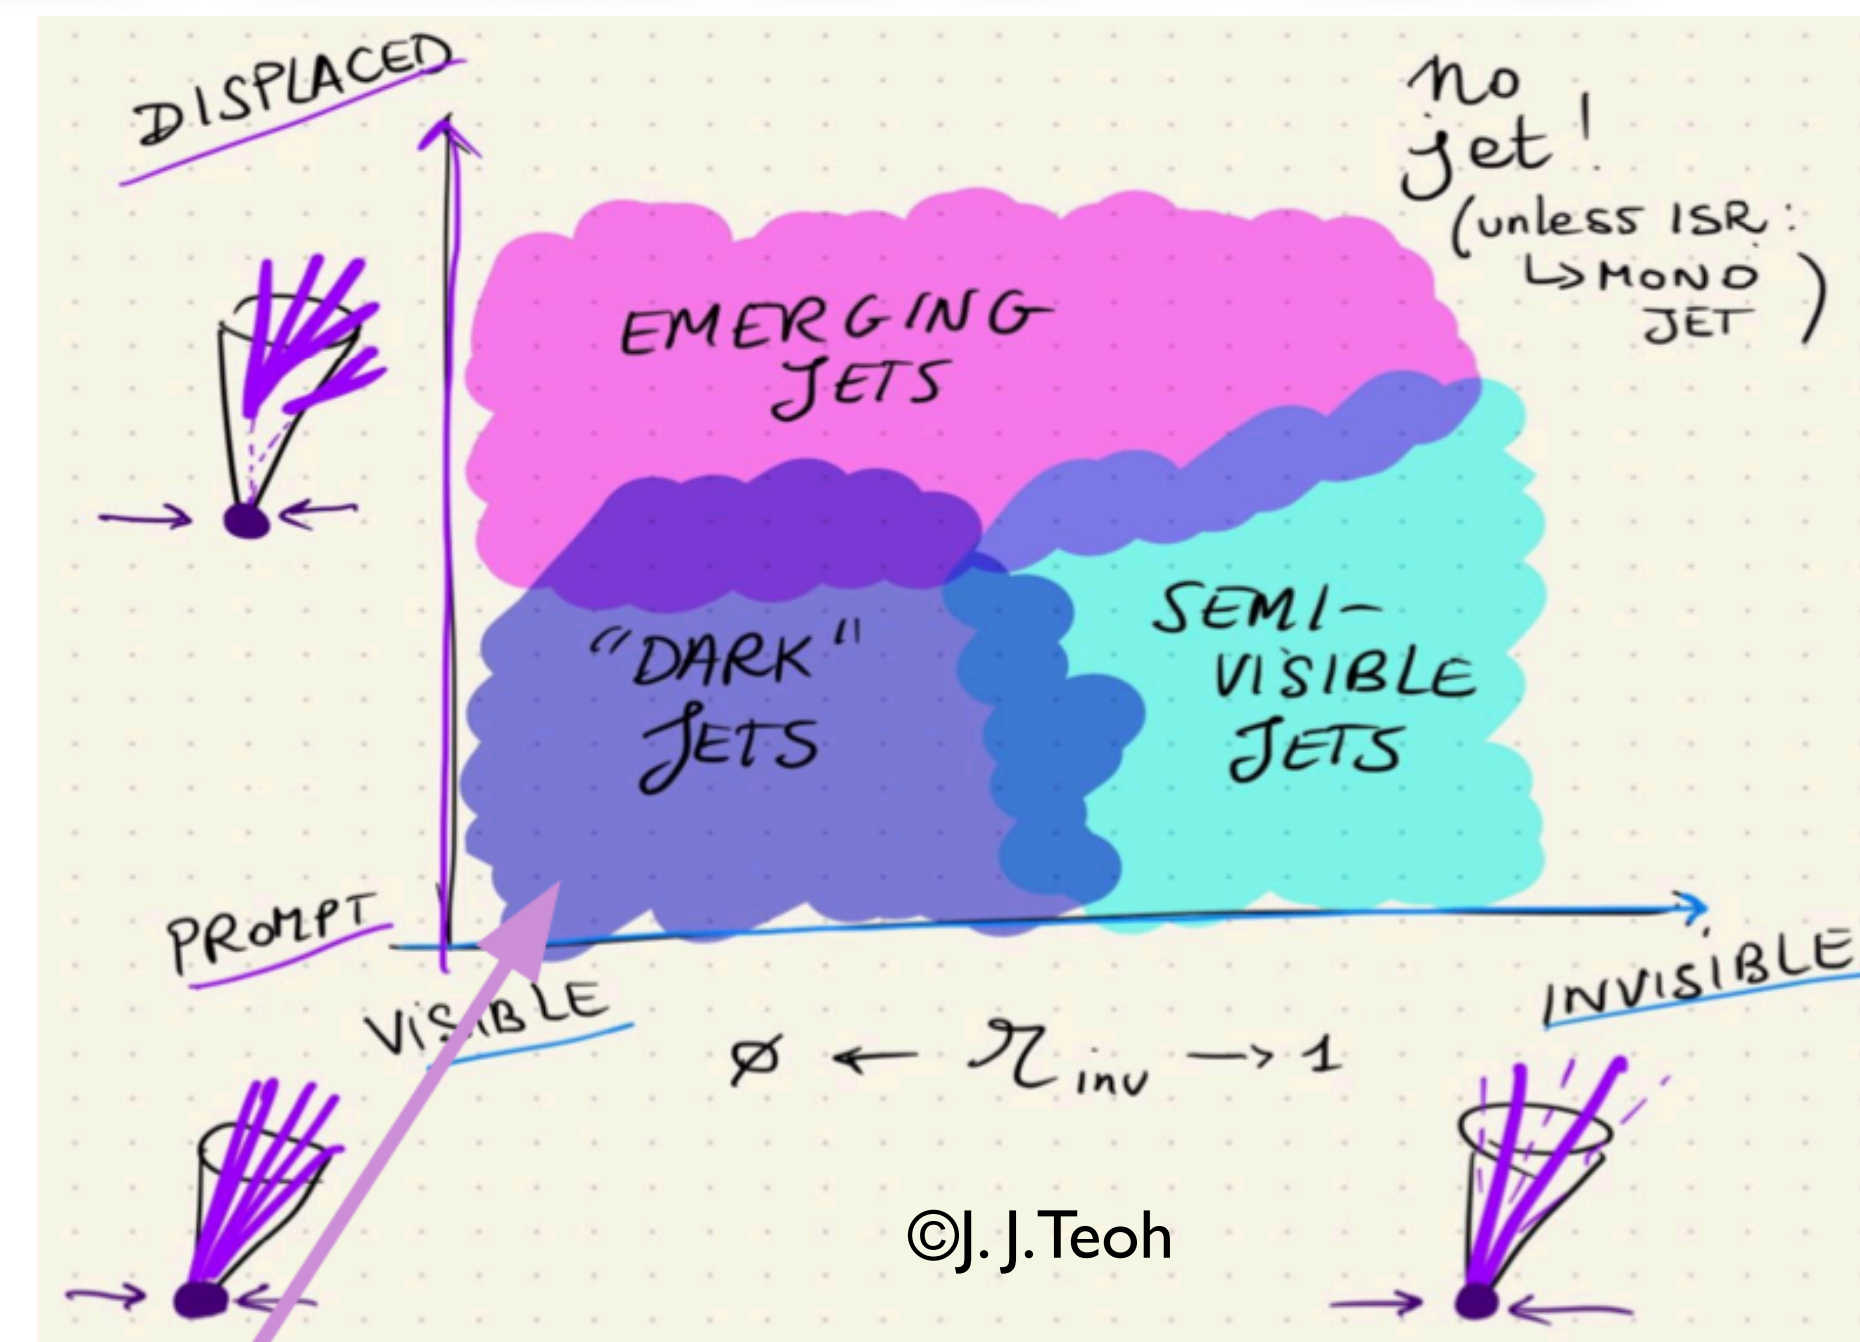 DISPLACED
no
jet!
(unless ISR:
↳ MONO
JET)
EMERGING
JETS
"DARK"
JETS
SEMI-
VISIBLE
JETS
PROMPT
VISIBLE
INVISIBLE
Ø ← r inv → 1
©J. J. Teoh